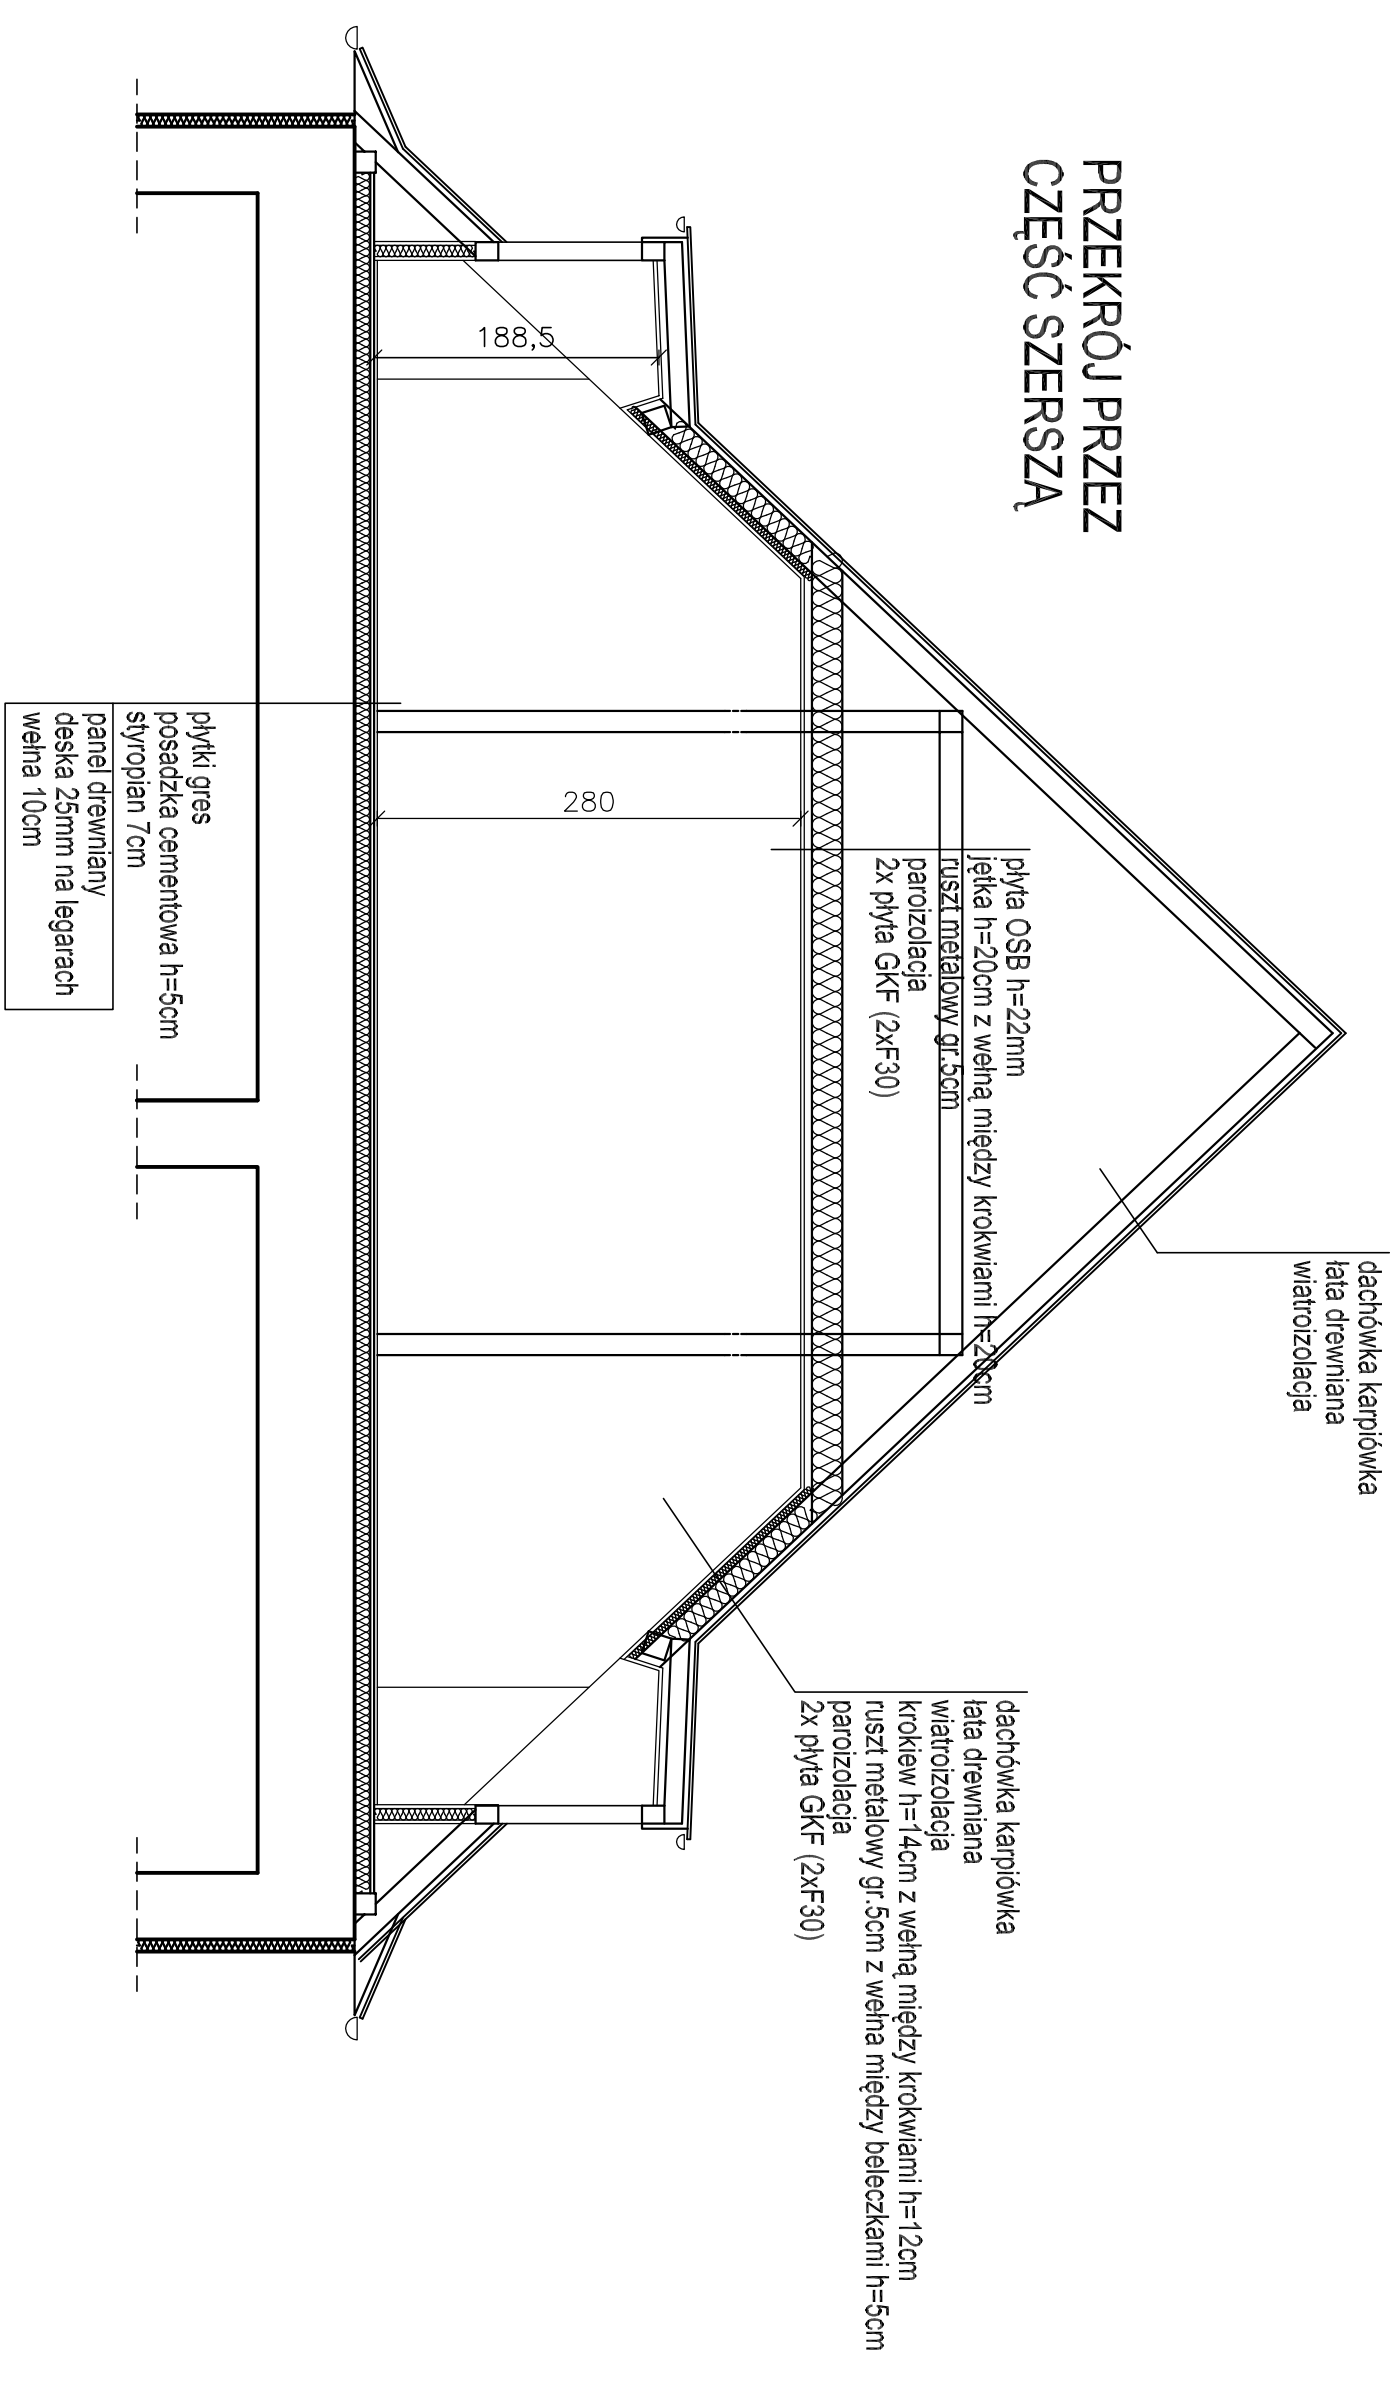 PRZEKRÓJ PRZEZ
CZĘŚĆ SZERSZĄ
dachówka karpiówka
łata drewniana
wiatroizolacja
płyta OSB h=22mm
jętka h=20cm z wełną między krokwiami h=20cm
ruszt metalowy gr.5cm
paroizolacja
2x płyta GKF (2xF30)
dachówka karpiówka
łata drewniana
wiatroizolacja
krokiew h=14cm z wełną między krokwiami h=12cm
ruszt metalowy gr.5cm z wełna między beleczkami h=5cm
paroizolacja
2x płyta GKF (2xF30)
188,5
280
płytki gres
posadzka cementowa h=5cm
styropian 7cm
panel drewniany
deska 25mm na legarach
wełna 10cm